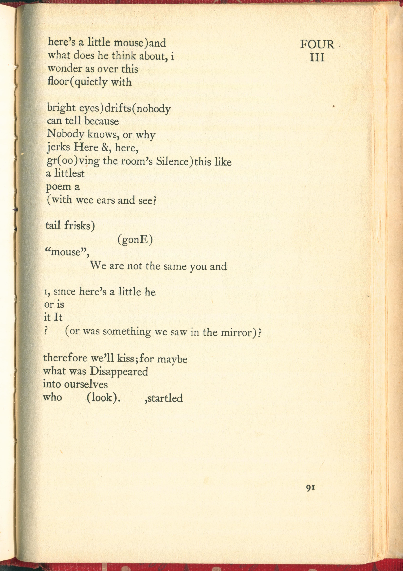 here's a little mouse)and
what does he think about, i
wonder as over this
floor(quietly with
bright eyes)drifts(nobody
can tell because
Nobody knows, or why
jerks Here &, here,
gr(oo)ving the room's Silence)this like
a littlest
poem a
(with wee ears and see?
tail frisks)
(gonE)
"mouse",
We are not the same you and
i, since here's a little he
or is
it It
? (or was something we saw in the mirror)?
therefore we'll kiss;for maybe
what was Disappeared
into ourselves
who (look). ,startled
FOUR
III
91